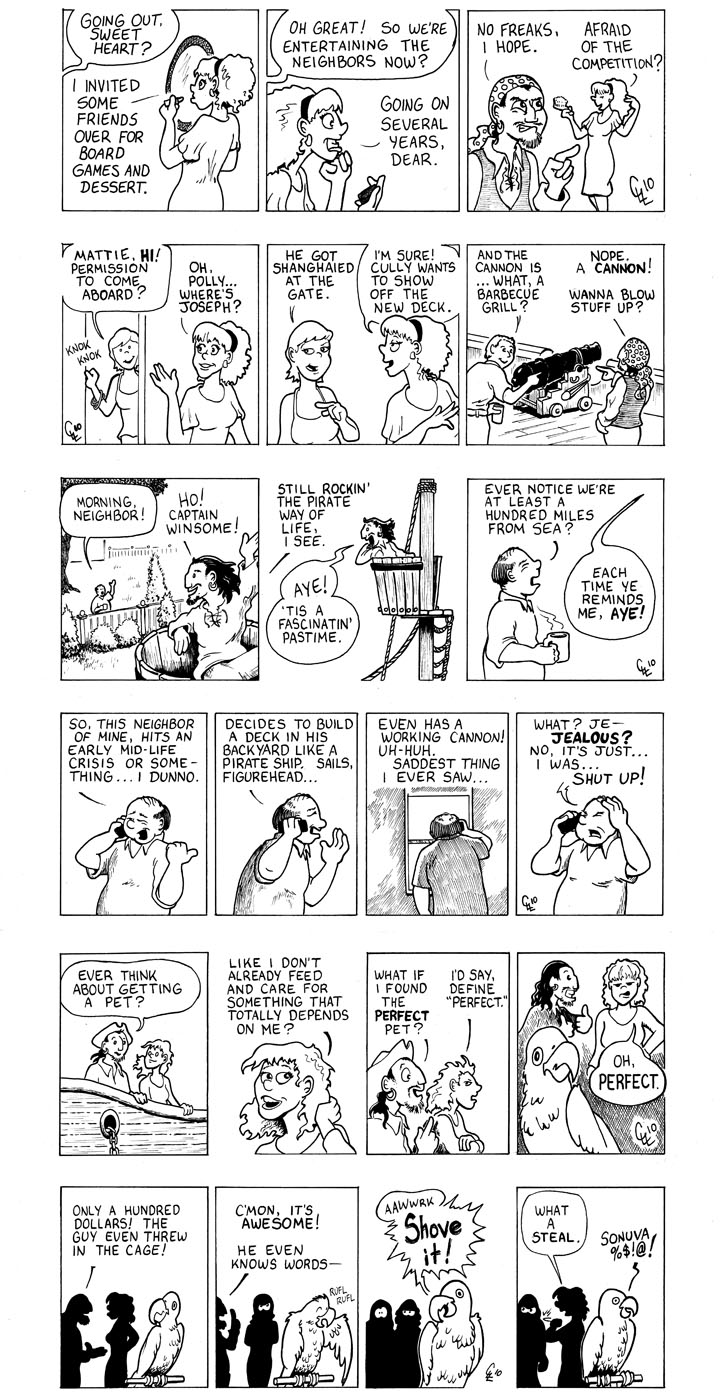 GOING OUT,
SWEET
HEART?
I INVITED
SOME
FRIENDS
OVER FOR
BOARD
GAMES AND
DESSERT.
OH GREAT! SO WE'RE
ENTERTAINING THE
NEIGHBORS NOW?
GOING ON
SEVERAL
YEARS,
DEAR.
NO FREAKS,
I HOPE.
AFRAID
OF THE
COMPETITION?
MATTIE, HI!
PERMISSION
TO COME
ABOARD?
KNOK
KNOK
OH,
POLLY...
WHERE'S
JOSEPH?
HE GOT
SHANGHAIED
AT THE
GATE.
I'M SURE!
CULLY WANTS
TO SHOW
OFF THE
NEW DECK.
AND THE
CANNON IS
...WHAT, A
BARBECUE
GRILL?
NOPE.
A CANNON!
WANNA BLOW
STUFF UP?
MORNING,
NEIGHBOR!
HO!
CAPTAIN
WINSOME!
STILL ROCKIN'
THE PIRATE
WAY OF
LIFE,
I SEE.
AYE!
'TIS A
FASCINATIN'
PASTIME.
EVER NOTICE WE'RE
AT LEAST A
HUNDRED MILES
FROM SEA?
EACH
TIME YE
REMINDS
ME, AYE!
SO, THIS NEIGHBOR
OF MINE, HITS AN
EARLY MID-LIFE
CRISIS OR SOME-
THING... I DUNNO.
DECIDES TO BUILD
A DECK IN HIS
BACKYARD LIKE A
PIRATE SHIP. SAILS,
FIGUREHEAD...
EVEN HAS A
WORKING CANNON!
UH-HUH.
SADDEST THING
I EVER SAW...
WHAT? JE-
JEALOUS?
NO, IT'S JUST...
I WAS...
SHUT UP!
EVER THINK
ABOUT GETTING
A PET?
LIKE I DON'T
ALREADY FEED
AND CARE FOR
SOMETHING THAT
TOTALLY DEPENDS
ON ME?
WHAT IF
I FOUND
THE
PERFECT
PET?
I'D SAY,
DEFINE
"PERFECT."
OH,
PERFECT.
ONLY A HUNDRED
DOLLARS! THE
GUY EVEN THREW
IN THE CAGE!
C'MON, IT'S
AWESOME!
HE EVEN
KNOWS WORDS—
RUFL
RUFL
AAWWRK
Shove
it!
WHAT
A
STEAL.
SONUVA
%$!@!